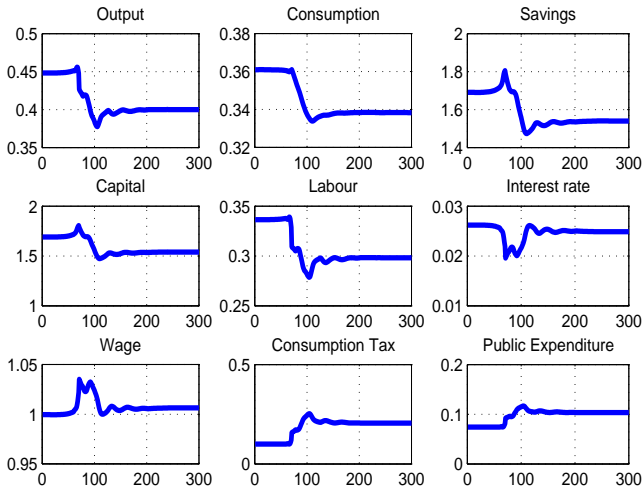 Output
0.5
0.45
0.4
0.35
0 100 200 300
Consumption
0.38
0.36
0.34
0.32
0 100 200 300
Savings
2
1.8
1.6
1.4
0 100 200 300
Capital
2
1.5
1
0 100 200 300
Labour
0.35
0.3
0.25
0 100 200 300
Interest rate
0.03
0.02
0.01
0 100 200 300
Wage
1.05
1
0.95
0 100 200 300
Consumption Tax
0.5
0
0 100 200 300
Public Expenditure
0.2
0.1
0
0 100 200 300